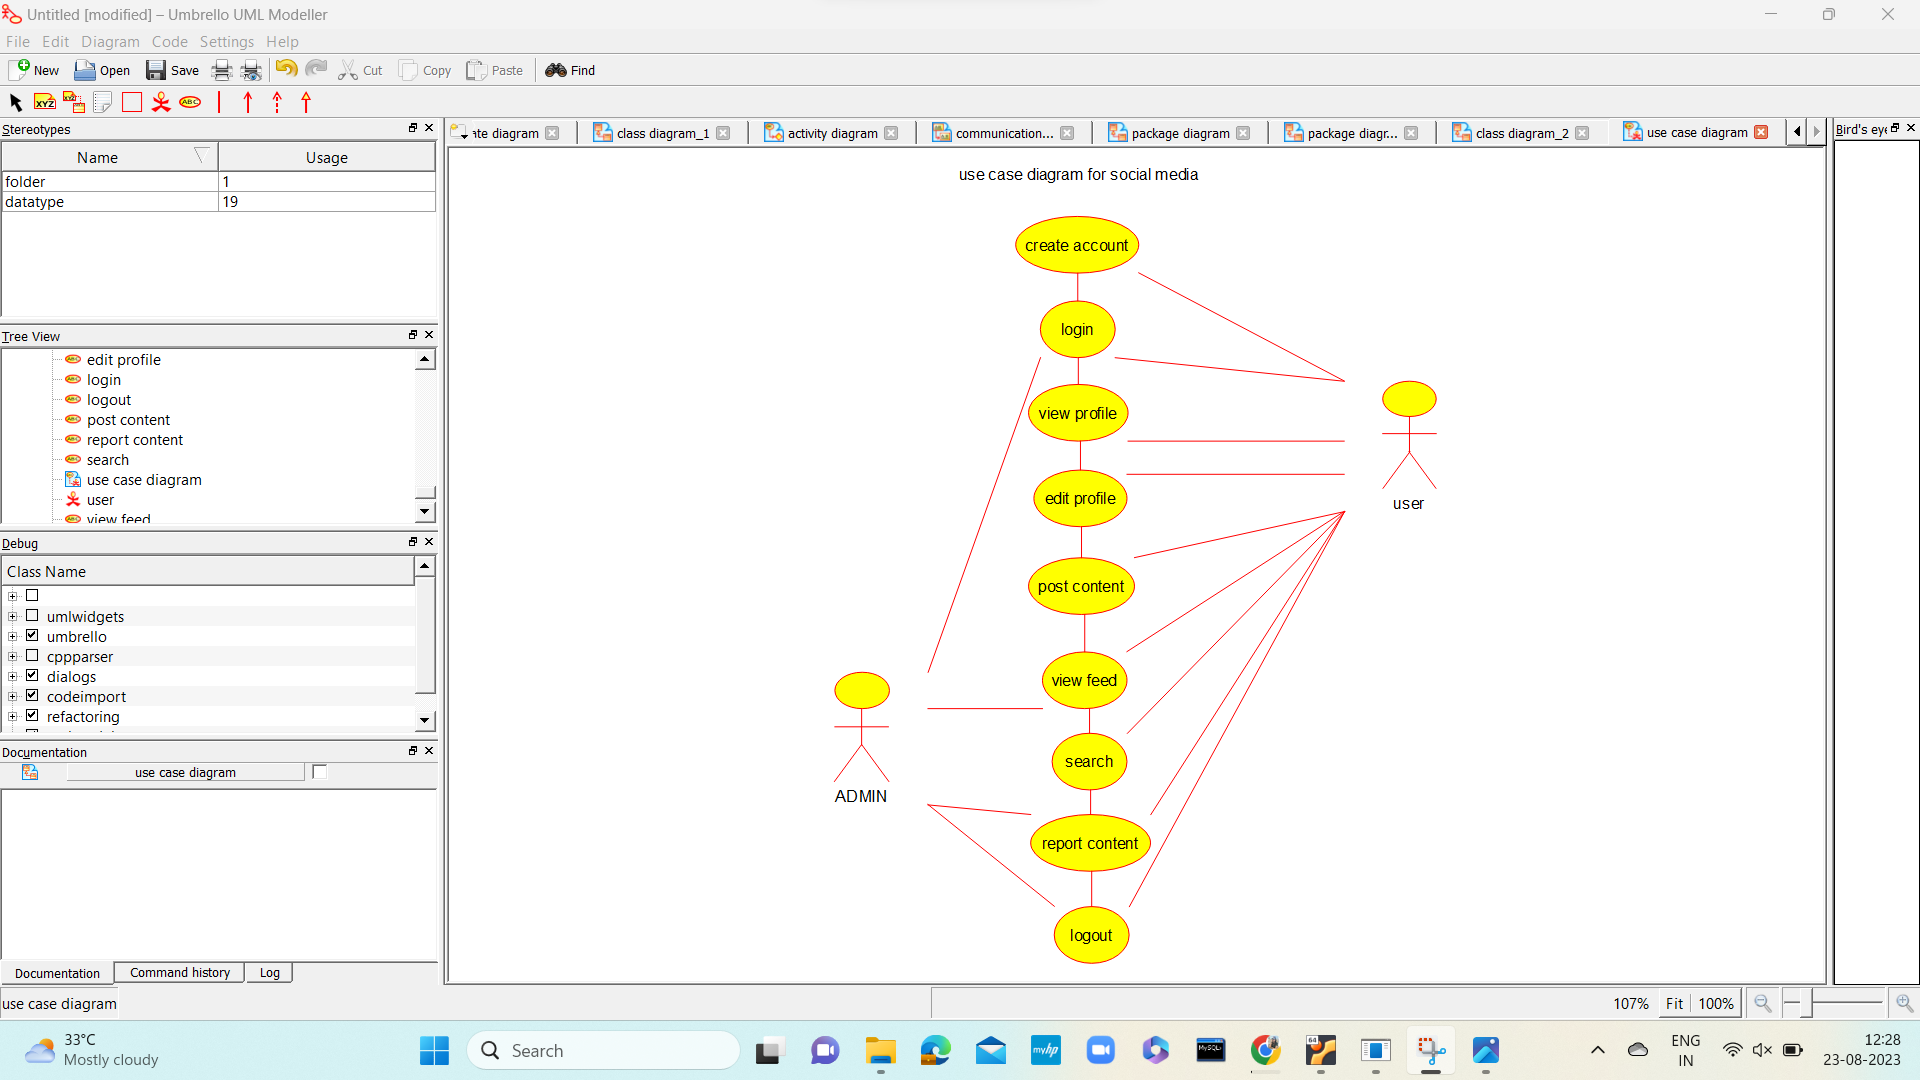 Untitled [modified] – Umbrello UML Modeller
File Edit Diagram Code Settings Help
New Open Save Cut Copy Paste Find
XYZ ABC
Stereotypes
Name Usage
folder 1
datatype 19
Tree View
edit profile
login
logout
post content
report content
search
use case diagram
user
view feed
Debug
Class Name
umlwidgets
umbrello
cppparser
dialogs
codeimport
refactoring
Documentation
use case diagram
Documentation Command history Log
use case diagram
ate diagram class diagram_1 activity diagram communication... package diagram package diagr... class diagram_2 use case diagram
Bird's eye
use case diagram for social media
create account
login
view profile
edit profile
post content
view feed
search
report content
logout
user
ADMIN
107% Fit 100%
33°C
Mostly cloudy
Search
myhp
MySQL
64
ENG
IN
12:28
23-08-2023